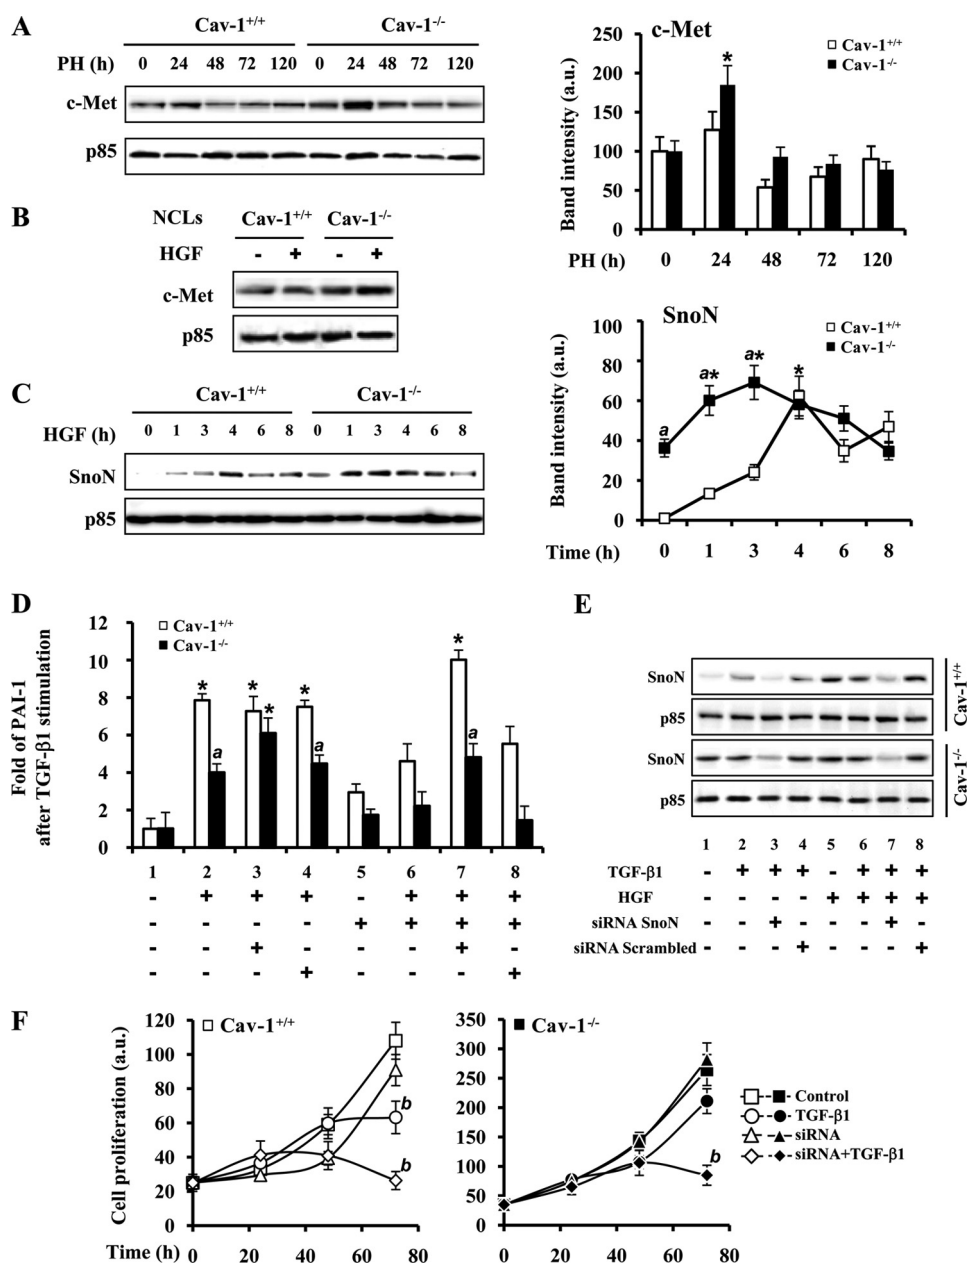 A
Cav-1+/+ Cav-1-/-
PH (h) 0 24 48 72 120 0 24 48 72 120
c-Met
p85
c-Met
Cav-1+/+
Cav-1-/-
Band intensity (a.u.)
250
200
150
100
50
0
*
PH (h) 0 24 48 72 120
B
NCLs Cav-1+/+ Cav-1-/-
HGF - + - +
c-Met
p85
C
Cav-1+/+ Cav-1-/-
HGF (h) 0 1 3 4 6 8 0 1 3 4 6 8
SnoN
p85
SnoN
Cav-1+/+
Cav-1-/-
Band intensity (a.u.)
100
80
60
40
20
0
a a* a* *
Time (h) 0 1 3 4 6 8
D
Fold of PAI-1
after TGF-β1 stimulation
12
10
8
6
4
2
0
Cav-1+/+
Cav-1-/-
* a * * * a * a
1 2 3 4 5 6 7 8
- + + + - + + +
- - - - + + + +
- - + - - - + -
- - - + - - - +
E
SnoN
p85
Cav-1+/+
SnoN
p85
Cav-1-/-
1 2 3 4 5 6 7 8
TGF-β1 - + + + - + + +
HGF - - - - + + + +
siRNA SnoN - - + - - - + -
siRNA Scrambled - - - + - - - +
F
Cav-1+/+
Cell proliferation (a.u.)
120
100
80
60
40
20
0
b
b
Time (h) 0 20 40 60 80
Cav-1-/-
350
300
250
200
150
100
50
0
b
0 20 40 60 80
Control
TGF-β1
siRNA
siRNA+TGF-β1